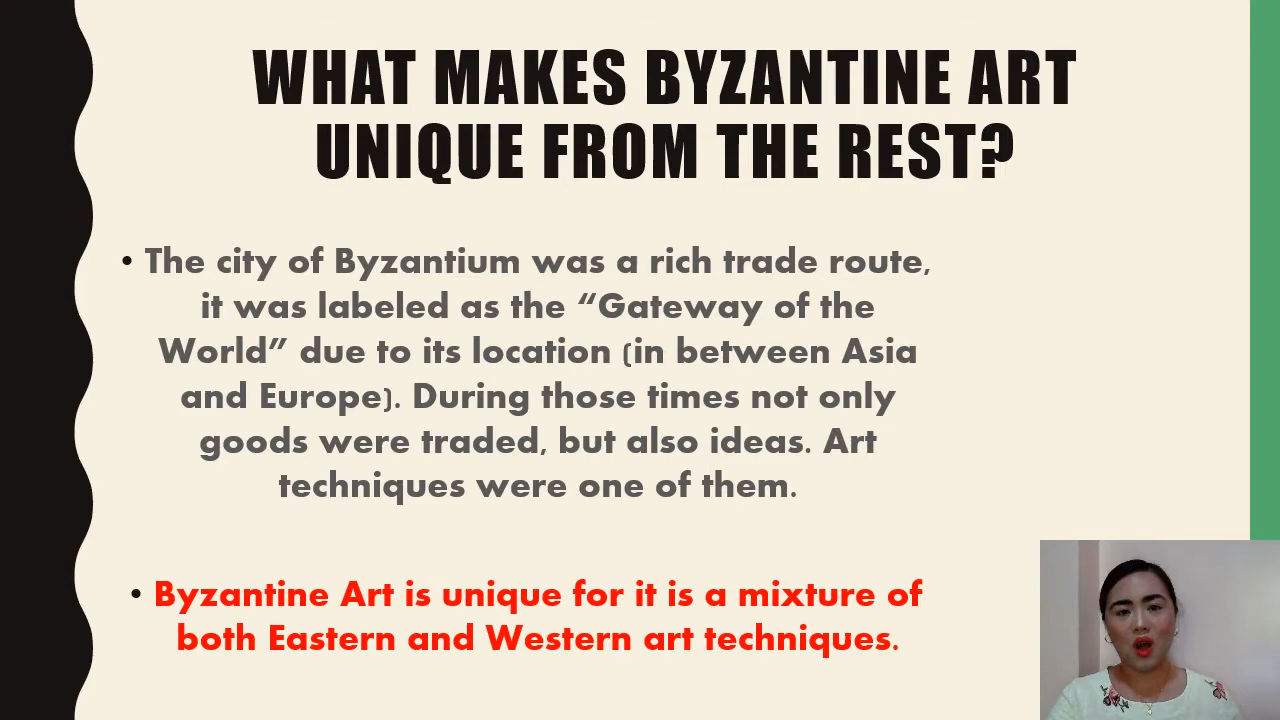 WHAT MAKES BYZANTINE ART
UNIQUE FROM THE REST?
• The city of Byzantium was a rich trade route,
it was labeled as the “Gateway of the
World” due to its location (in between Asia
and Europe). During those times not only
goods were traded, but also ideas. Art
techniques were one of them.
• Byzantine Art is unique for it is a mixture of
both Eastern and Western art techniques.